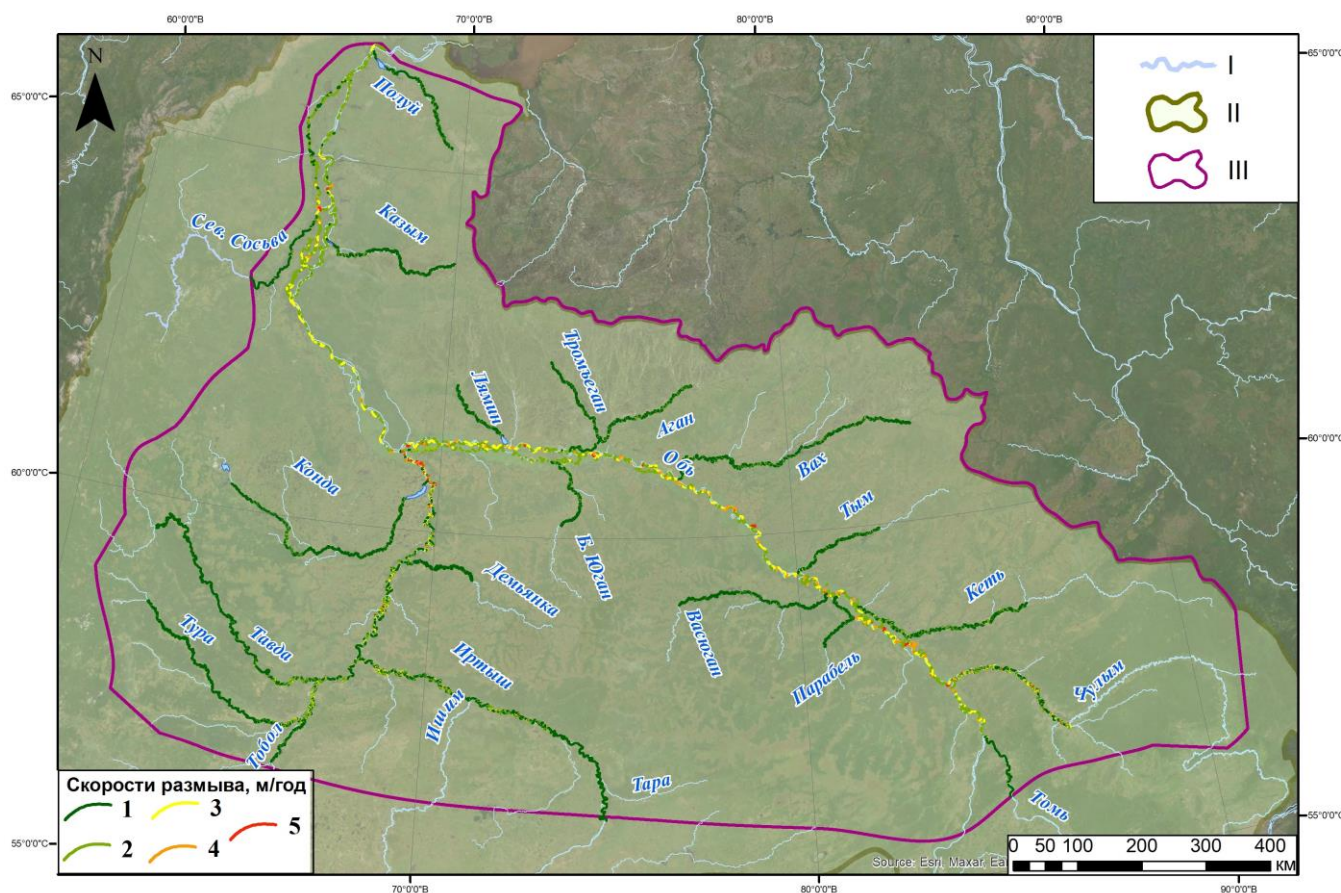 60°0'0"В
70°0'0"В
80°0'0"В
90°0'0"В
65°0'0"С
65°0'0"С
N
I
II
III
Полуй
Казым
Сев. Сосьва
Лямин
Тромъеган
Аган
Обь
Вах
60°0'0"С
60°0'0"С
Конда
Тым
Б. Юган
Демьянка
Кеть
Васюган
Тура
Тавда
Иртыш
Парабель
Чулым
Ишим
Тобол
Тара
Томь
Скорости размыва, м/год
1
3
5
2
4
55°0'0"С
55°0'0"С
0 50 100 200 300 400
КМ
Source: Esri, Maxar, Ea
70°0'0"В
80°0'0"В
90°0'0"В